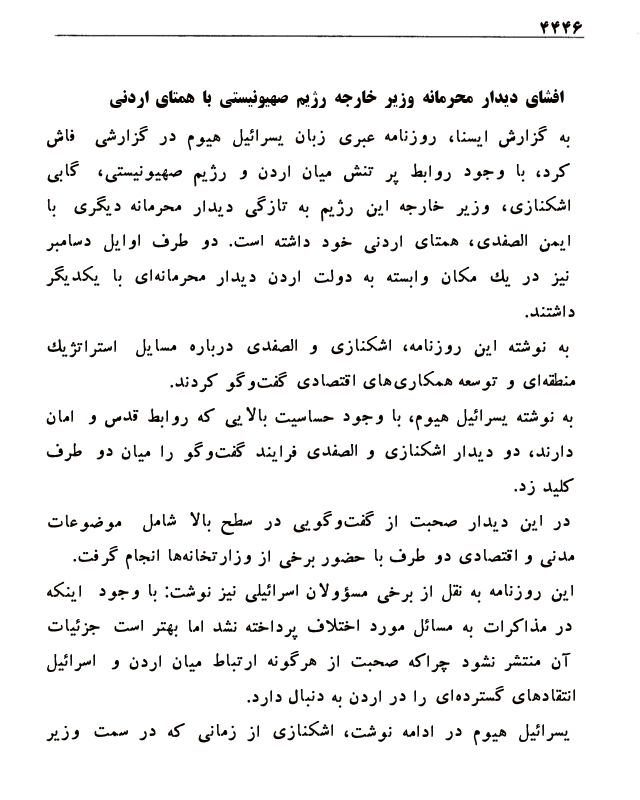 ۴۴۴۶
افشای دیدار محرمانه وزیر خارجه رژیم صهیونیستی با همتای اردنی
به گزارش ایسنا، روزنامه عبری زبان یسرائیل هیوم در گزارشی فاش
کرد، با وجود روابط پر تنش میان اردن و رژیم صهیونیستی، گابی
اشکنازی، وزیر خارجه این رژیم به تازگی دیدار محرمانه دیگری با
ایمن الصفدی، همتای اردنی خود داشته است. دو طرف اوایل دسامبر
نیز در یك مکان وابسته به دولت اردن دیدار محرمانه‌ای با یکدیگر
داشتند.
به نوشته این روزنامه، اشکنازی و الصفدی درباره مسایل استراتژیك
منطقه‌ای و توسعه همکاری‌های اقتصادی گفت‌وگو کردند.
به نوشته یسرائیل هیوم، با وجود حساسیت بالایی که روابط قدس و امان
دارند، دو دیدار اشکنازی و الصفدی فرایند گفت‌وگو را میان دو طرف
کلید زد.
در این دیدار صحبت از گفت‌وگویی در سطح بالا شامل موضوعات
مدنی و اقتصادی دو طرف با حضور برخی از وزارتخانه‌ها انجام گرفت.
این روزنامه به نقل از برخی مسؤولان اسرائیلی نیز نوشت: با وجود اینکه
در مذاکرات به مسائل مورد اختلاف پرداخته نشد اما بهتر است جزئیات
آن منتشر نشود چراکه صحبت از هرگونه ارتباط میان اردن و اسرائیل
انتقادهای گسترده‌ای را در اردن به دنبال دارد.
یسرائیل هیوم در ادامه نوشت، اشکنازی از زمانی که در سمت وزیر